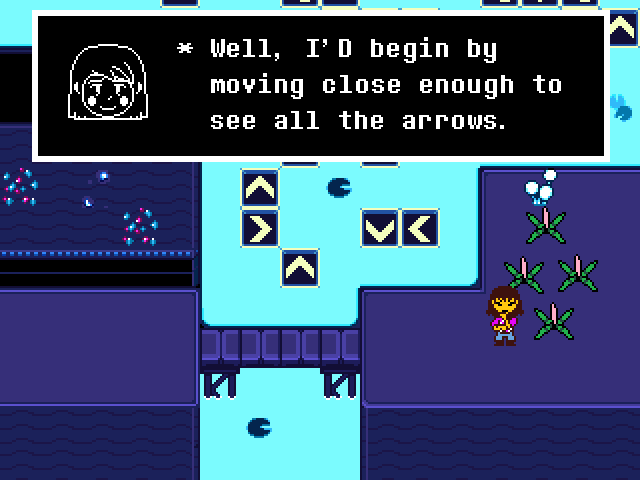 * Well, I'D begin by
moving close enough to
see all the arrows.